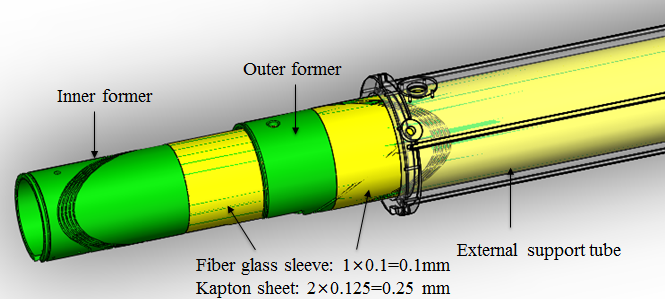 Outer former
Inner former
External support tube
Fiber glass sleeve: 1×0.1=0.1mm
Kapton sheet: 2×0.125=0.25 mm